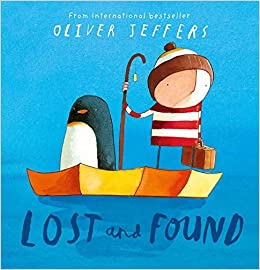 From international bestseller
OLIVER JEFFERS
LOST and FOUND